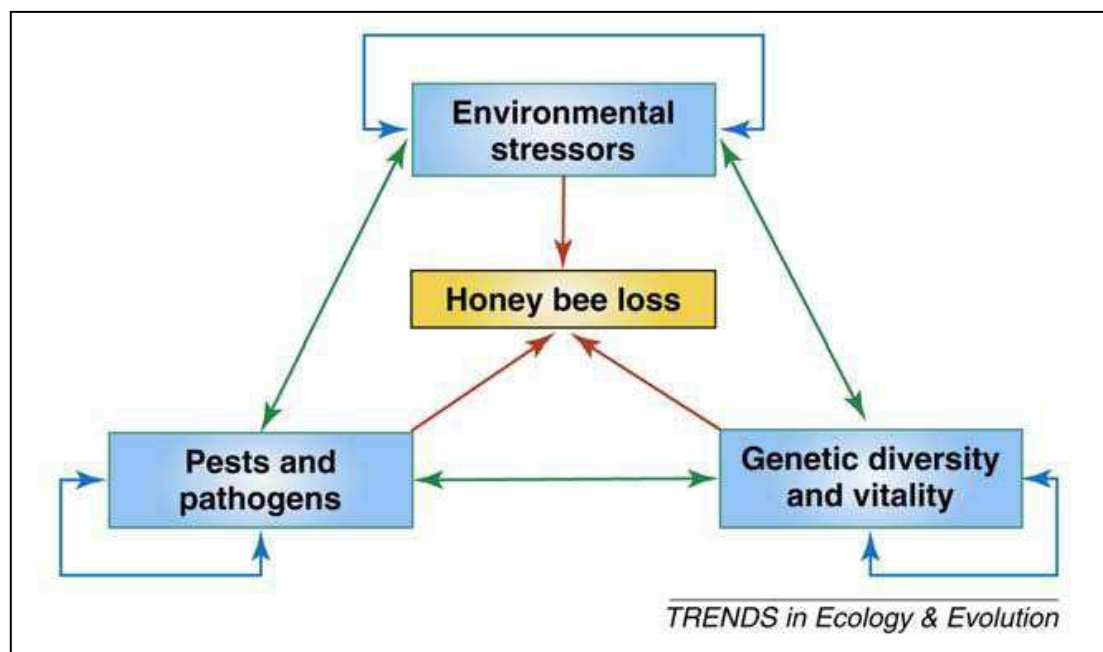 Environmental
stressors
Honey bee loss
Pests and
pathogens
Genetic diversity
and vitality
TRENDS in Ecology & Evolution